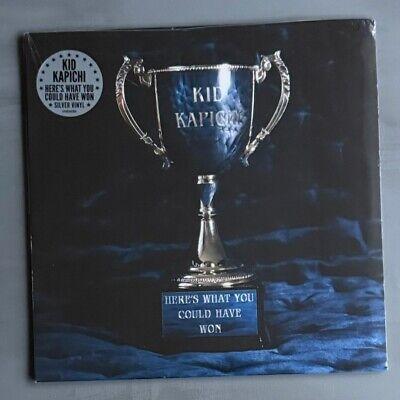 KID
KAPICHI
HERE'S WHAT YOU
COULD HAVE WON
SILVER VINYL
KID
KAPICHI
HERE'S WHAT YOU
COULD HAVE
WON